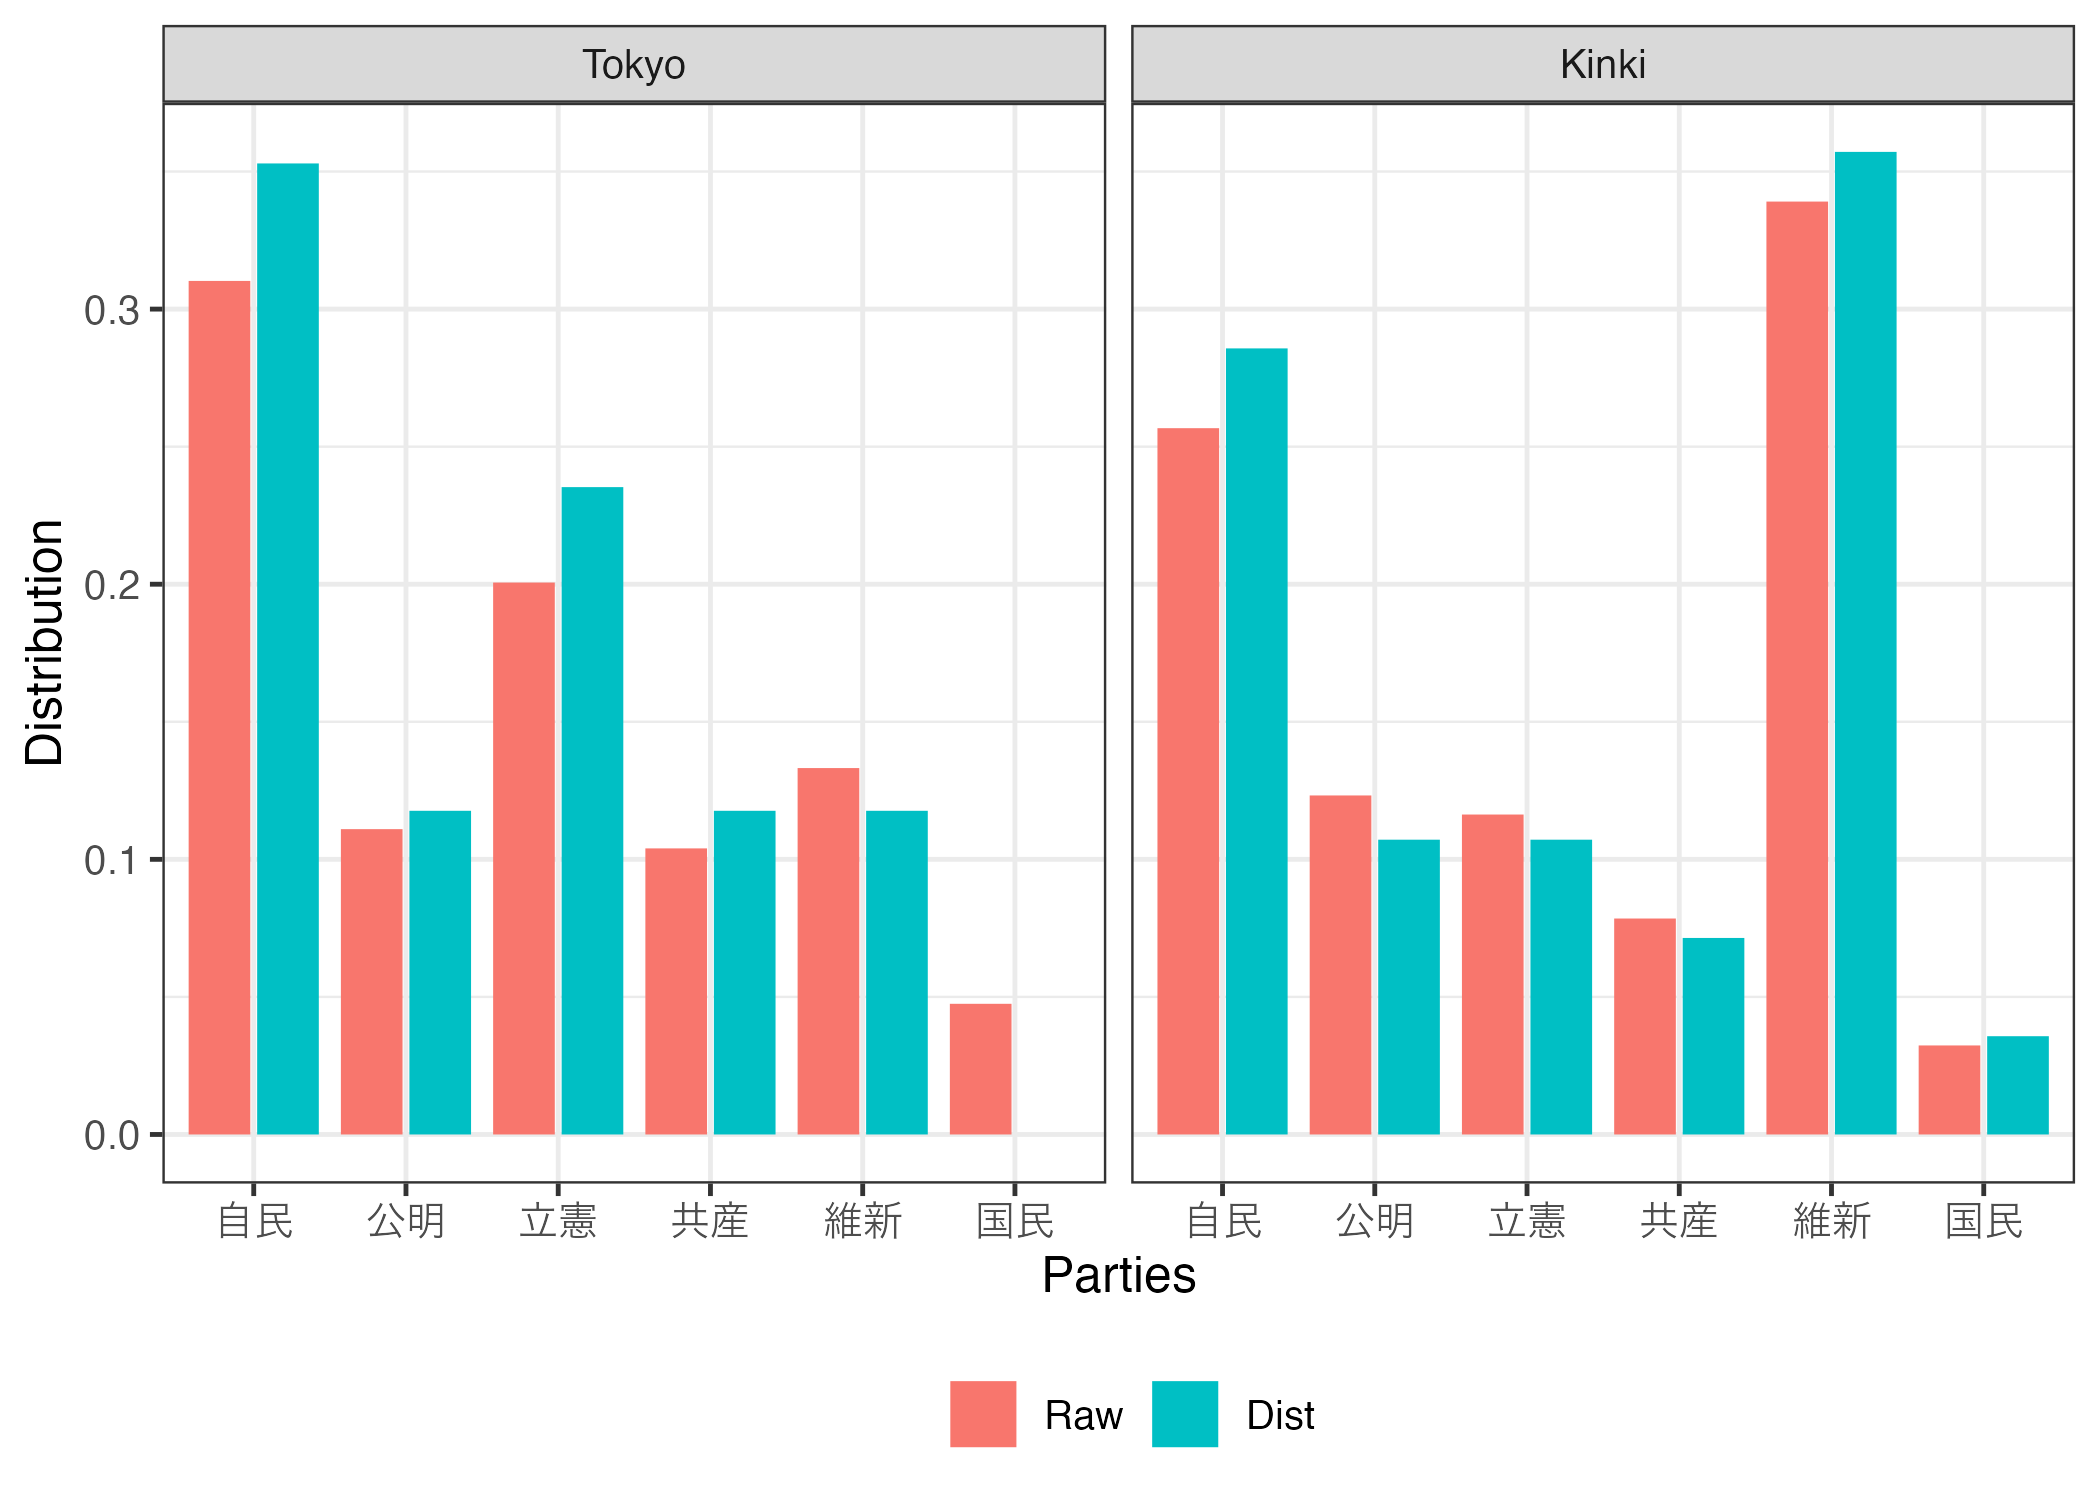 Tokyo Kinki
Distribution
0.3
0.2
0.1
0.0
自民 公明 立憲 共産 維新 国民 自民 公明 立憲 共産 維新 国民
Parties
Raw Dist